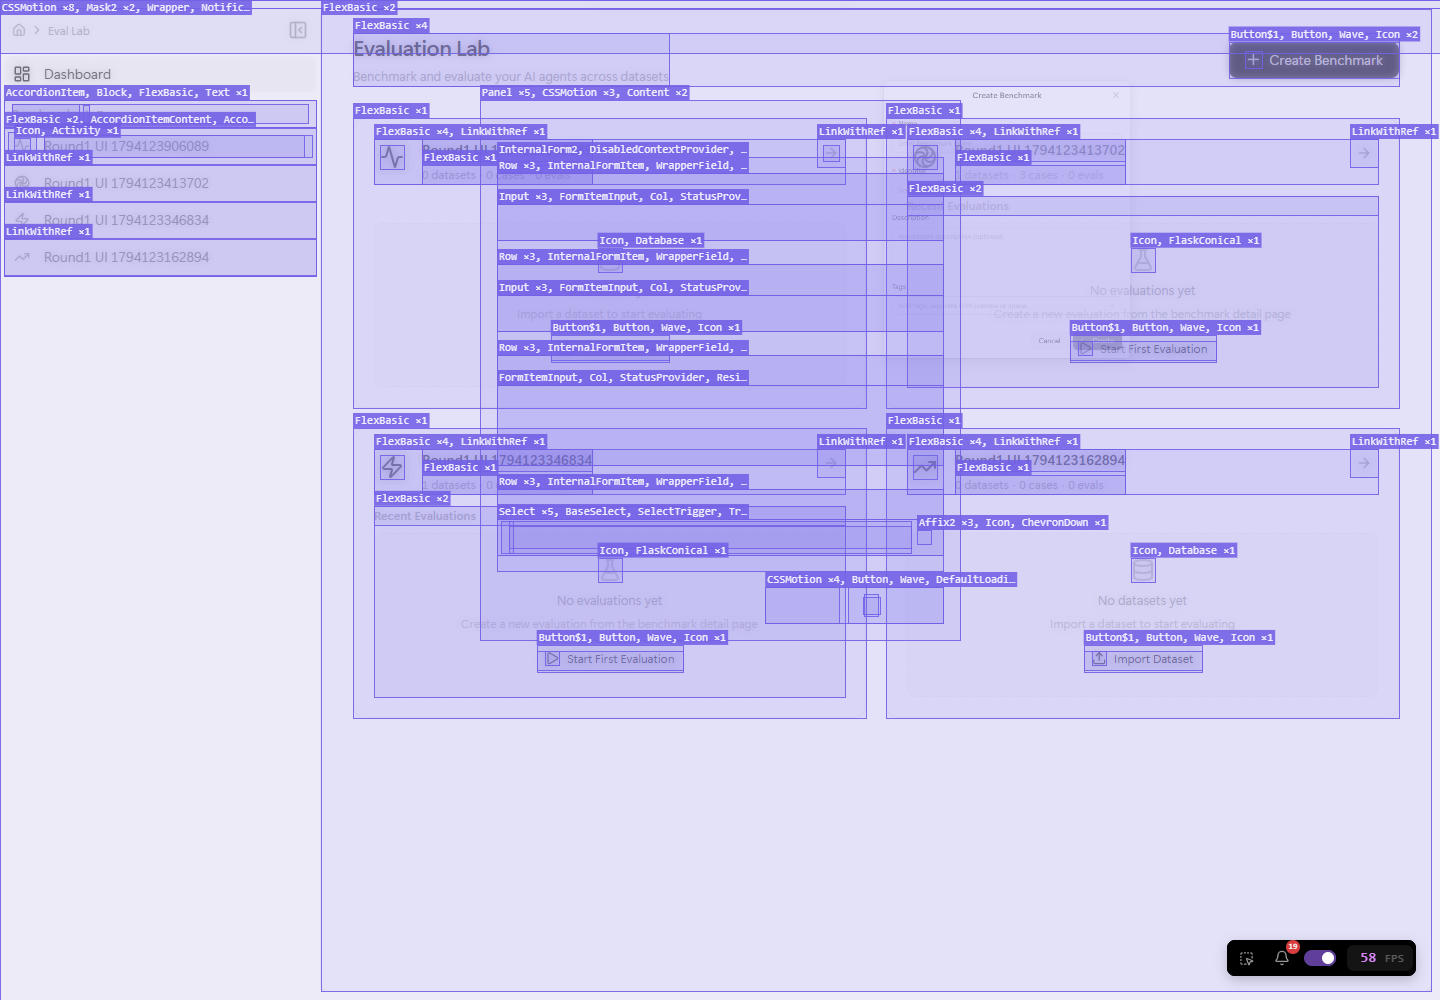 CSSMotion ×8, Mask2 ×2, Wrapper, Notific…
FlexBasic ×2
Eval Lab
FlexBasic ×4
Evaluation Lab
Benchmark and evaluate your AI agents across datasets
Button$1, Button, Wave, Icon ×2
Create Benchmark
Dashboard
AccordionItem, Block, FlexBasic, Text ×1
FlexBasic ×2, AccordionItemContent, Acco…
Icon, Activity ×1
Round1 UI 1794123906089
LinkWithRef ×1
Round1 UI 1794123413702
LinkWithRef ×1
Round1 UI 1794123346834
LinkWithRef ×1
Round1 UI 1794123162894
Panel ×5, CSSMotion ×3, Content ×2
Create Benchmark
FlexBasic ×1
FlexBasic ×4, LinkWithRef ×1
LinkWithRef ×1
FlexBasic ×1
0 datasets · 0 cases · 0 evals
InternalForm2, DisabledContextProvider, …
Row ×3, InternalFormItem, WrapperField, …
Input ×3, FormItemInput, Col, StatusProv…
Icon, Database ×1
Row ×3, InternalFormItem, WrapperField, …
Input ×3, FormItemInput, Col, StatusProv…
Import a dataset to start evaluating
Button$1, Button, Wave, Icon ×1
Row ×3, InternalFormItem, WrapperField, …
FormItemInput, Col, StatusProvider, Resi…
FlexBasic ×1
FlexBasic ×4, LinkWithRef ×1
LinkWithRef ×1
1794123413702
FlexBasic ×1
datasets · 3 cases · 0 evals
FlexBasic ×2
Recent Evaluations
Description
Icon, FlaskConical ×1
No evaluations yet
Tags
Create a new evaluation from the benchmark detail page
Button$1, Button, Wave, Icon ×1
Cancel
Start First Evaluation
FlexBasic ×1
FlexBasic ×4, LinkWithRef ×1
LinkWithRef ×1
Round1 UI 1794123346834
FlexBasic ×1
1 datasets · 0
Row ×3, InternalFormItem, WrapperField, …
FlexBasic ×2
Recent Evaluations
Select ×5, BaseSelect, SelectTrigger, Tr…
Affix2 ×3, Icon, ChevronDown ×1
Icon, FlaskConical ×1
CSSMotion ×4, Button, Wave, DefaultLoadi…
No evaluations yet
Create a new evaluation from the benchmark detail page
Button$1, Button, Wave, Icon ×1
Start First Evaluation
FlexBasic ×1
FlexBasic ×4, LinkWithRef ×1
LinkWithRef ×1
Round1 UI 1794123162894
FlexBasic ×1
0 datasets · 0 cases · 0 evals
Icon, Database ×1
No datasets yet
Import a dataset to start evaluating
Button$1, Button, Wave, Icon ×1
Import Dataset
19
58 FPS